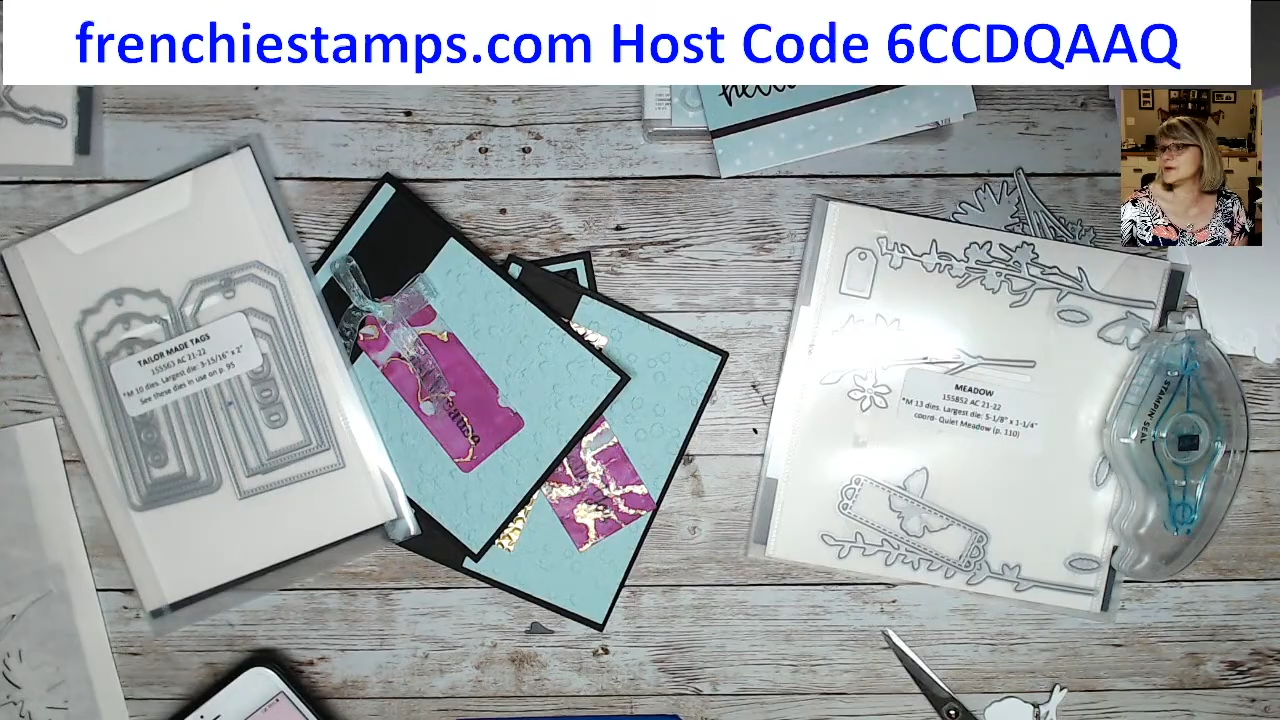 frenchiestamps.com Host Code 6CCDQAAQ
hello
TAILOR MADE TAGS
155563 AC 21-22
*M 10 dies. Largest die: 3-15/16" x 2"
See these dies in use on p. 95
MEADOW
155852 AC 21-22
*M 13 dies. Largest die: 5-1/8" x 1-1/4"
coord- Quiet Meadow (p. 110)
STAMPIN' SEAL